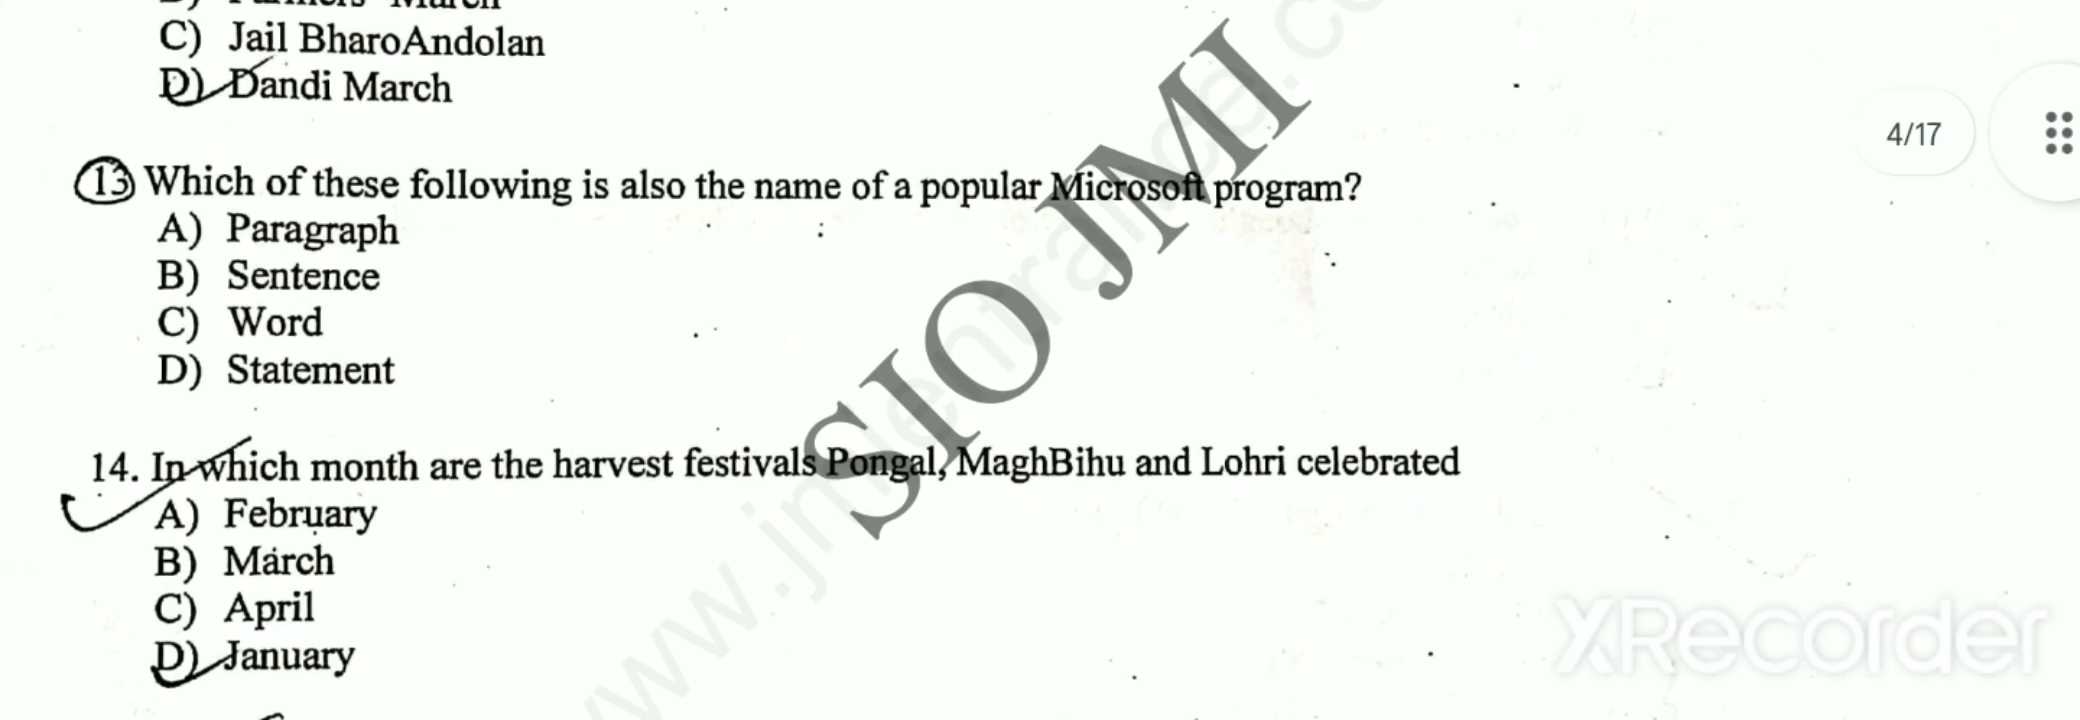 C) Jail BharoAndolan
D) Dandi March
4/17
13 Which of these following is also the name of a popular Microsoft program?
A) Paragraph
B) Sentence
C) Word
D) Statement
14. In which month are the harvest festivals Pongal, MaghBihu and Lohri celebrated
A) February
B) March
C) April
D) January
SIO JMI
XRecorder